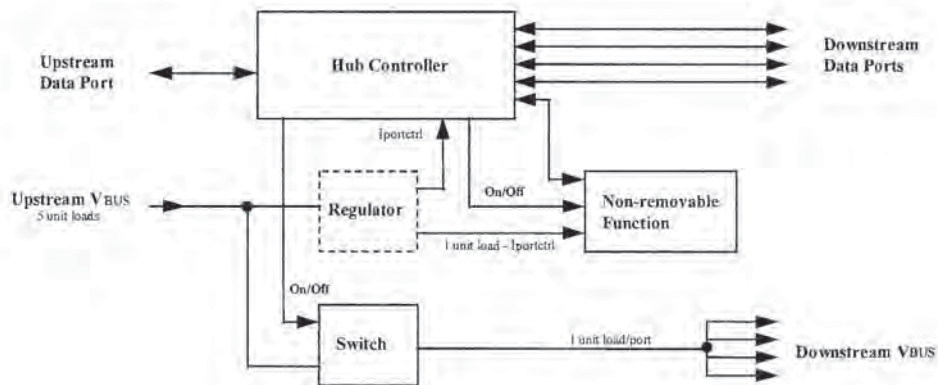 Hub Controller
Upstream
Data Port
Downstream
Data Ports
Iportctrl
Upstream VBUS
5 unit loads
Regulator
On/Off
Non-removable
Function
1 unit load - Iportctrl
On/Off
Switch
1 unit load/port
Downstream VBUS